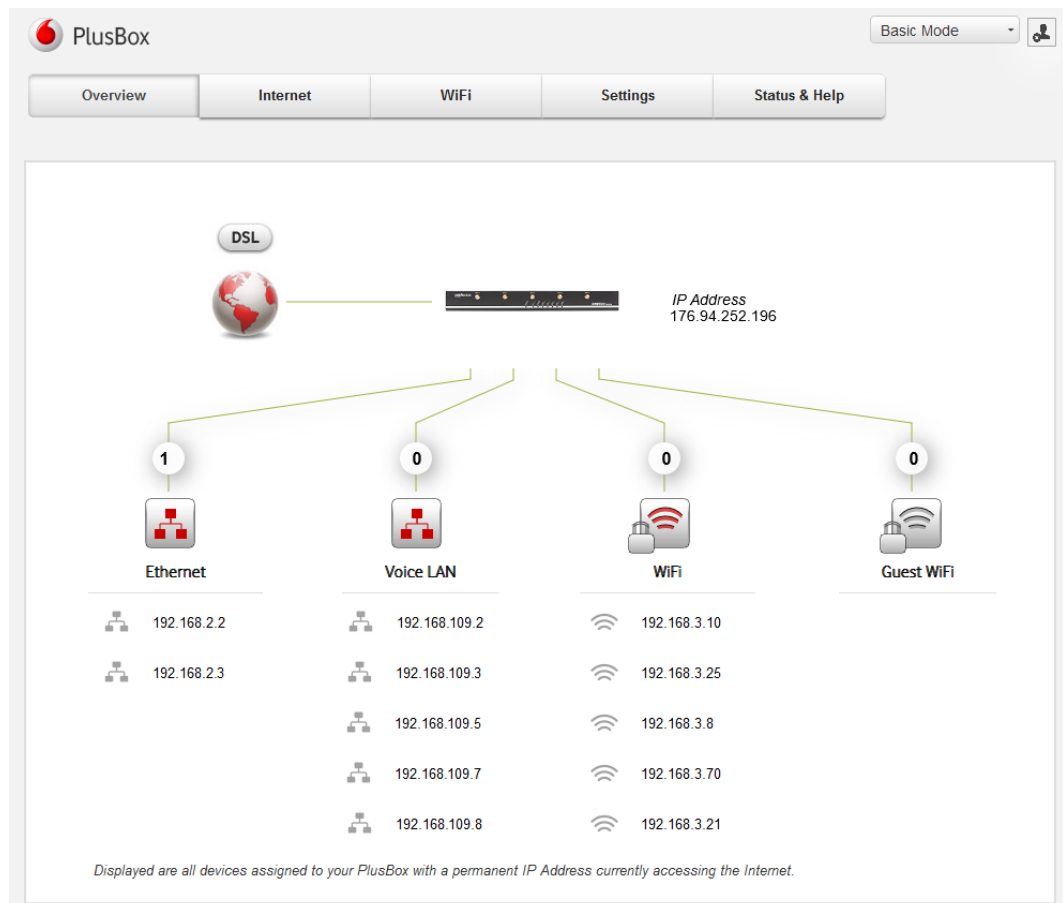 PlusBox
Basic Mode
Overview Internet WiFi Settings Status & Help
DSL
IP Address
176.94.252.196
1 0 0 0
Ethernet Voice LAN WiFi Guest WiFi
192.168.2.2 192.168.109.2 192.168.3.10
192.168.2.3 192.168.109.3 192.168.3.25
192.168.109.5 192.168.3.8
192.168.109.7 192.168.3.70
192.168.109.8 192.168.3.21
Displayed are all devices assigned to your PlusBox with a permanent IP Address currently accessing the Internet.